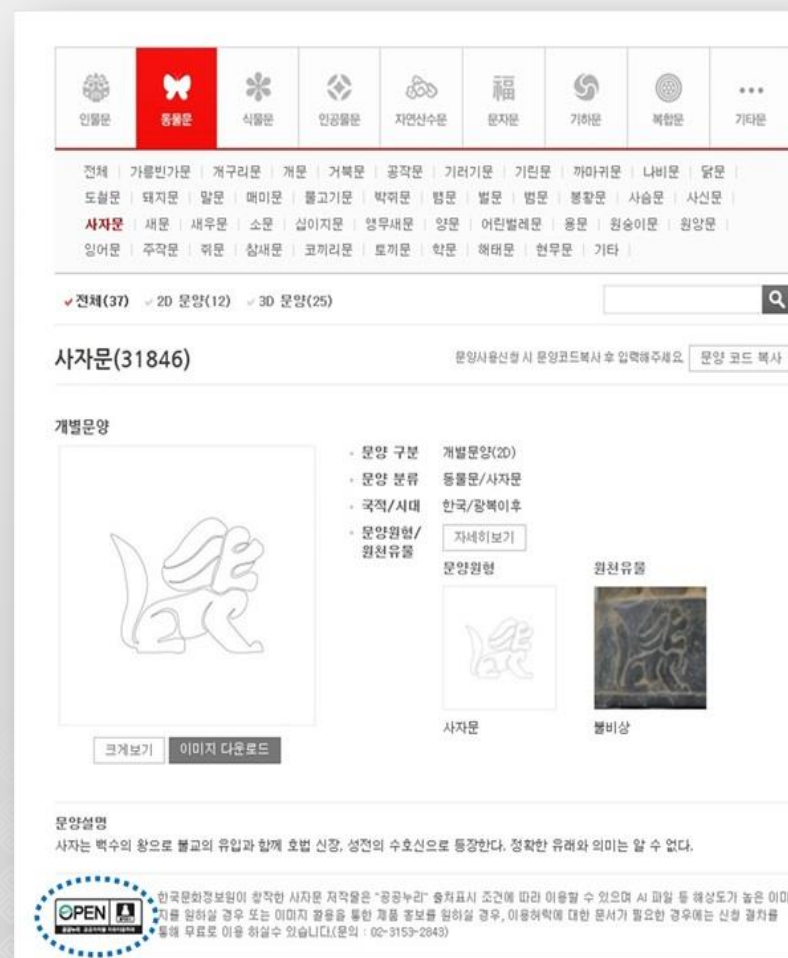 인물문 동물문 식물문 인공물문 자연산수문 福 문자문 기하문 복합문 기타문
전체 가릉빈가문 개구리문 개문 거북문 공작문 기러기문 기린문 까마귀문 나비문 닭문
도철문 돼지문 말문 매미문 물고기문 박쥐문 뱀문 벌문 범문 봉황문 사슴문 사신문
사자문 새문 새우문 소문 십이지문 앵무새문 양문 어린벌레문 용문 원숭이문 원앙문
잉어문 주작문 쥐문 참새문 코끼리문 토끼문 학문 해태문 현무문 기타
전체(37) 2D 문양(12) 3D 문양(25)
사자문(31846)
문양사용신청 시 문양코드복사 후 입력해주세요. 문양 코드 복사
개별문양
문양 구분 개별문양(2D)
문양 분류 동물문/사자문
국적/시대 한국/광복이후
문양원형/
원천유물
자세히보기
문양원형 원천유물
사자문 불비상
크게보기 이미지 다운로드
문양설명
사자는 백수의 왕으로 불교의 유입과 함께 호법 신장, 성전의 수호신으로 등장한다. 정확한 유래와 의미는 알 수 없다.
한국문화정보원이 창작한 사자문 저작물은 "공공누리" 출처표시 조건에 따라 이용할 수 있으며 AI 파일 등 해상도가 높은 이미
지를 원하실 경우 또는 이미지 활용을 통한 제품 홍보를 원하실 경우, 이용허락에 대한 문서가 필요한 경우에는 신청 절차를
통해 무료로 이용 하실수 있습니다.(문의 : 02-3153-2843)
OPEN